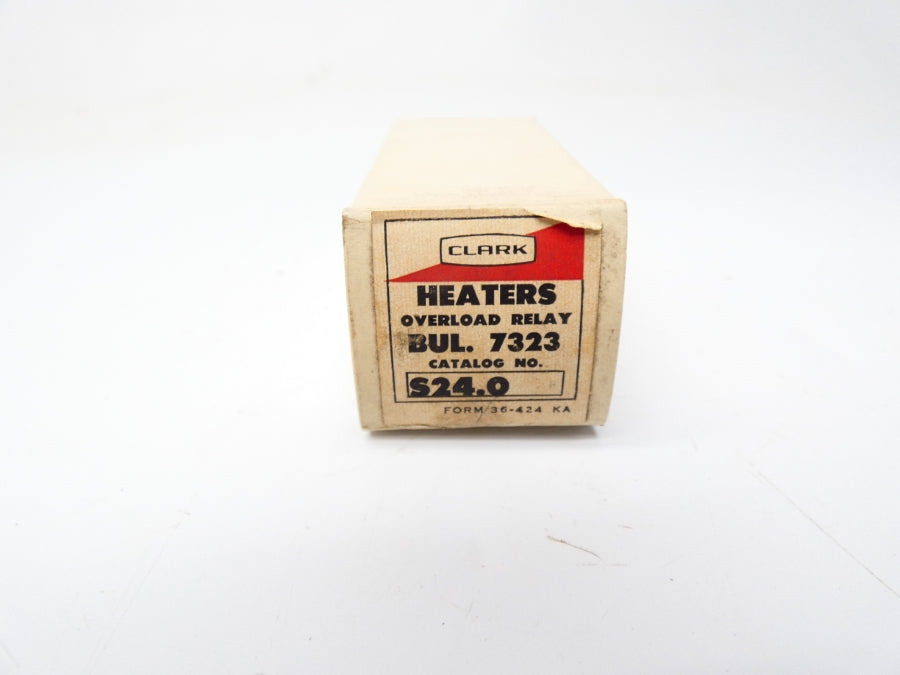 CLARK
HEATERS
OVERLOAD RELAY
BUL. 7323
CATALOG NO.
S24.0
FORM 36-424 KA